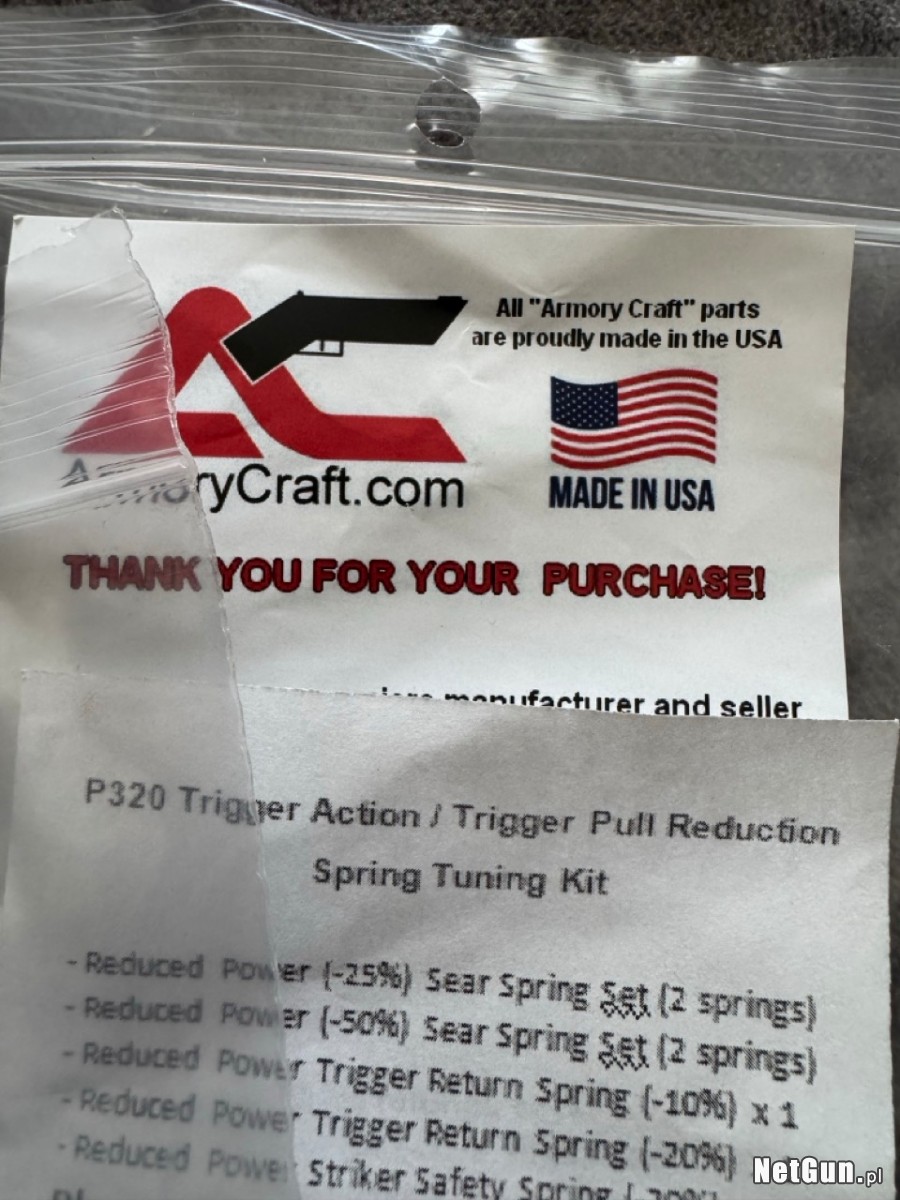 All "Armory Craft" parts
are proudly made in the USA
ArmoryCraft.com
MADE IN USA
THANK YOU FOR YOUR PURCHASE!
manufacturer and seller
P320 Trigger Action / Trigger Pull Reduction
Spring Tuning Kit
- Reduced Power (-25%) Sear Spring Set (2 springs)
- Reduced Power (-50%) Sear Spring Set (2 springs)
- Reduced Power Trigger Return Spring (-10%) x 1
- Reduced Power Trigger Return Spring (-20%)
- Reduced Power Striker Safety Spring
NetGun.pl